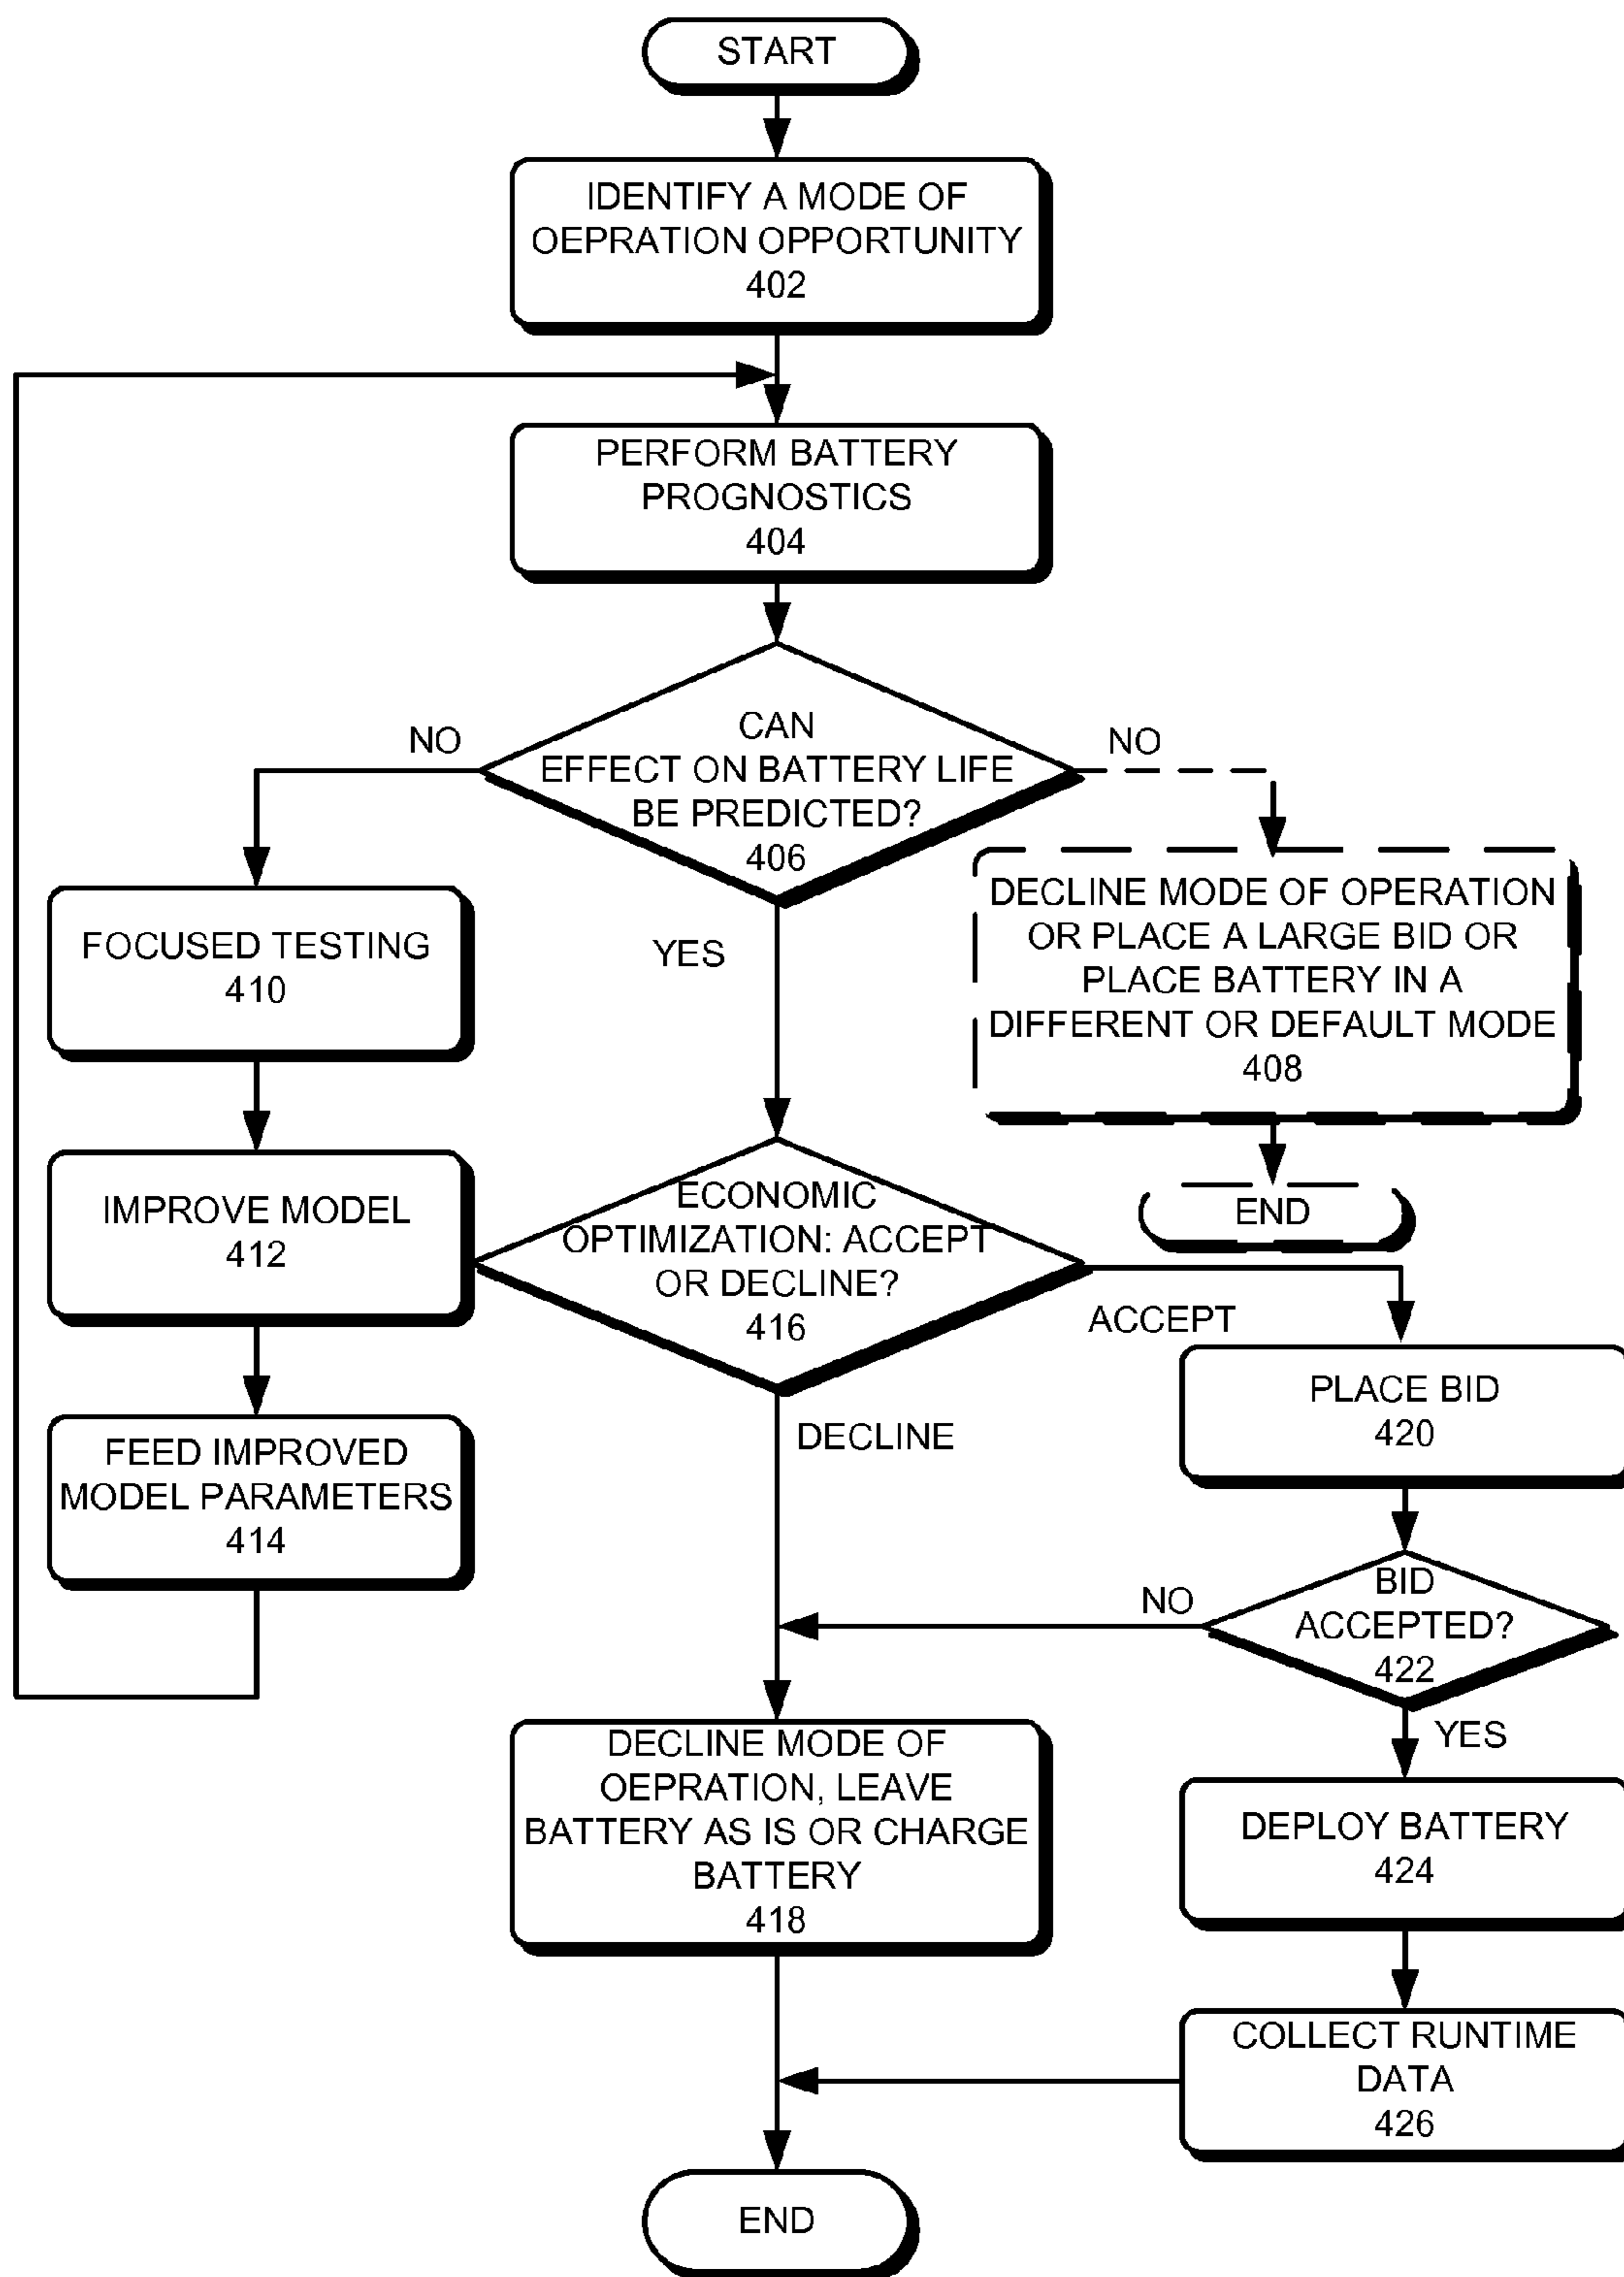 START
IDENTIFY A MODE OF
OEPRATION OPPORTUNITY
402
PERFORM BATTERY
PROGNOSTICS
404
NO
CAN
EFFECT ON BATTERY LIFE
BE PREDICTED?
406
NO
FOCUSED TESTING
410
YES
DECLINE MODE OF OPERATION
OR PLACE A LARGE BID OR
PLACE BATTERY IN A
DIFFERENT OR DEFAULT MODE
408
END
IMPROVE MODEL
412
ECONOMIC
OPTIMIZATION: ACCEPT
OR DECLINE?
416
ACCEPT
DECLINE
FEED IMPROVED
MODEL PARAMETERS
414
PLACE BID
420
NO
BID
ACCEPTED?
422
YES
DECLINE MODE OF
OEPRATION, LEAVE
BATTERY AS IS OR CHARGE
BATTERY
418
DEPLOY BATTERY
424
COLLECT RUNTIME
DATA
426
END